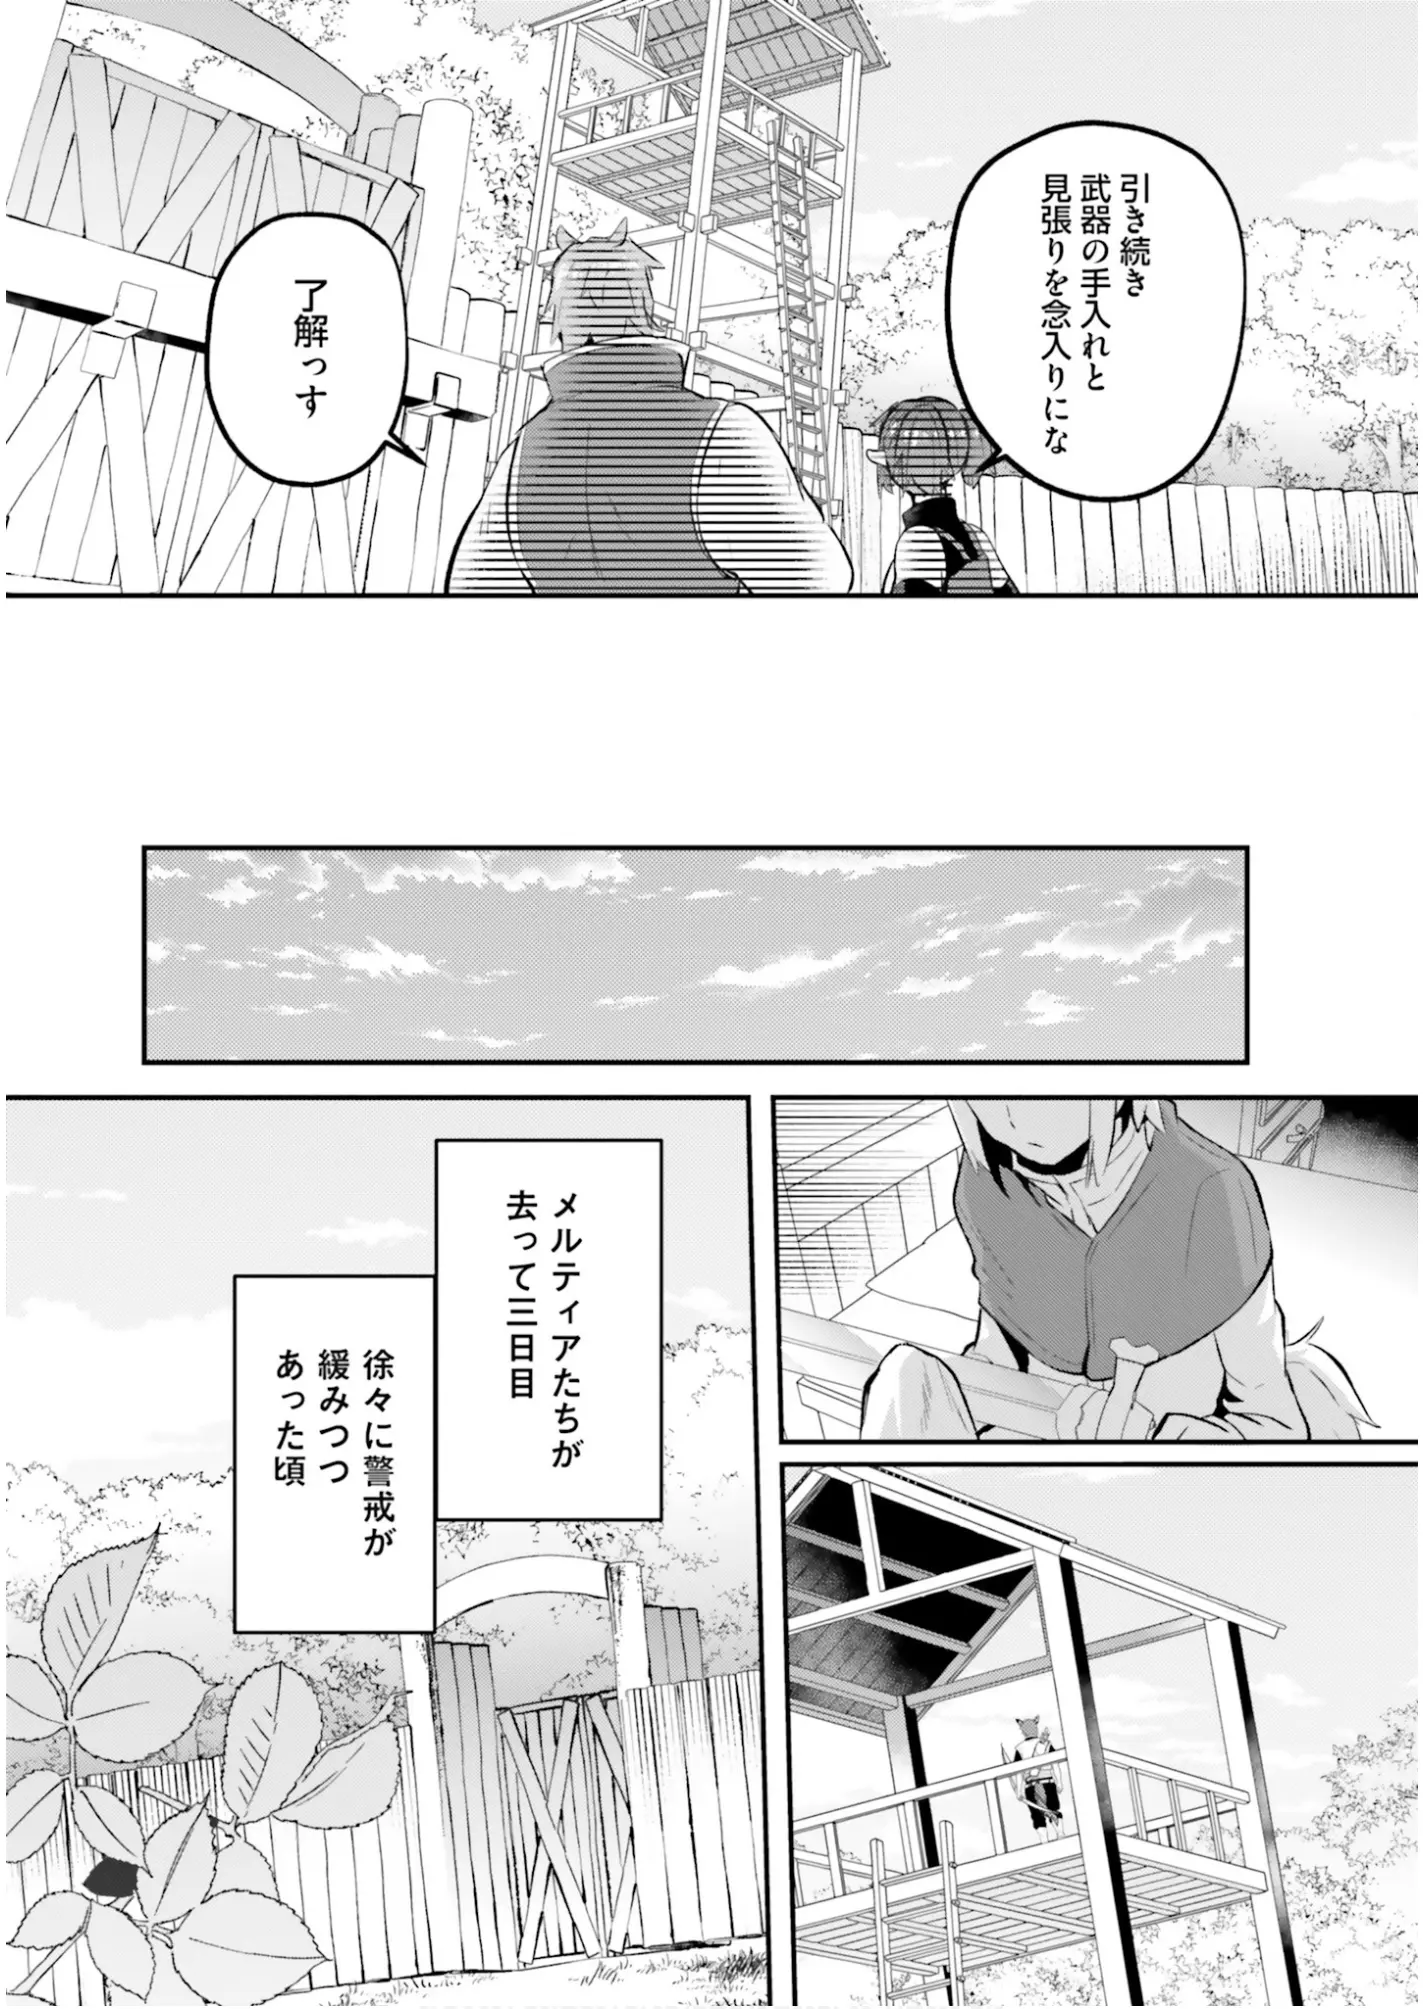 引き続き
武器の手入れと
見張りを念入りにな
了解っす
メルティアたちが
去って三日目
徐々に警戒が
緩みつつ
あった頃